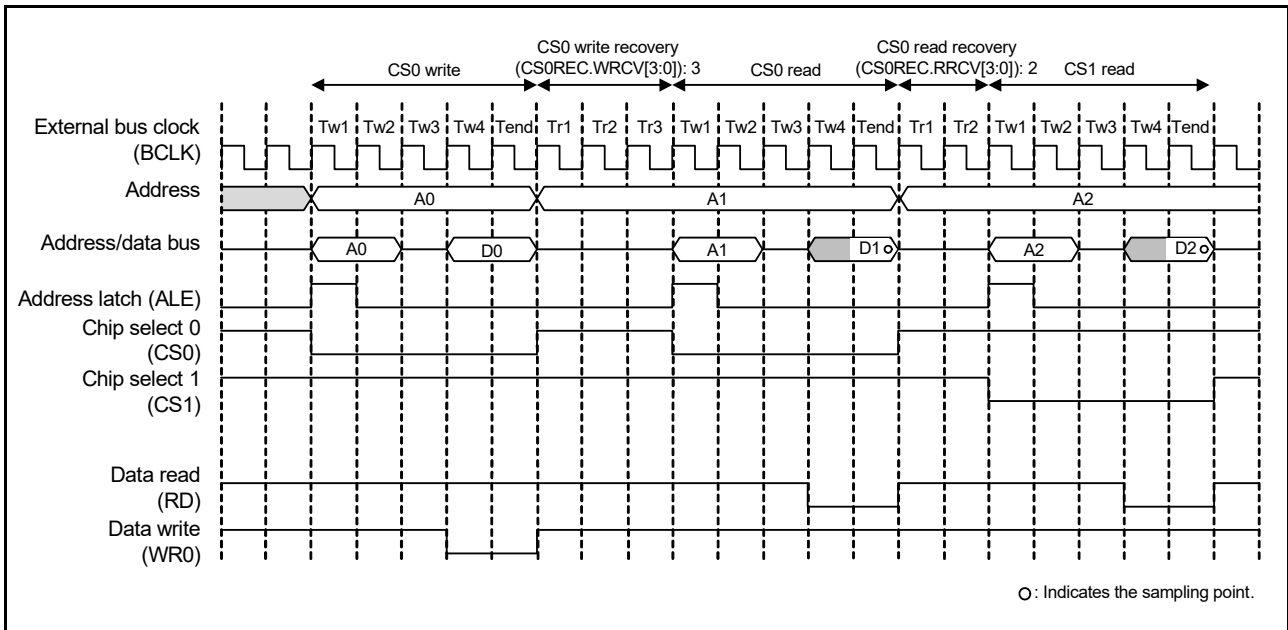 CS0 write recovery
(CS0REC.WRCV[3:0]): 3
CS0 read recovery
(CS0REC.RRCV[3:0]): 2
CS0 write
CS0 read
CS1 read
Tw1 Tw2 Tw3 Tw4 Tend Tr1 Tr2 Tr3 Tw1 Tw2 Tw3 Tw4 Tend Tr1 Tr2 Tw1 Tw2 Tw3 Tw4 Tend
External bus clock
(BCLK)
Address
A0 A1 A2
Address/data bus
A0 D0 A1 D1 A2 D2
Address latch (ALE)
Chip select 0
(CS0)
Chip select 1
(CS1)
Data read
(RD)
Data write
(WR0)
: Indicates the sampling point.